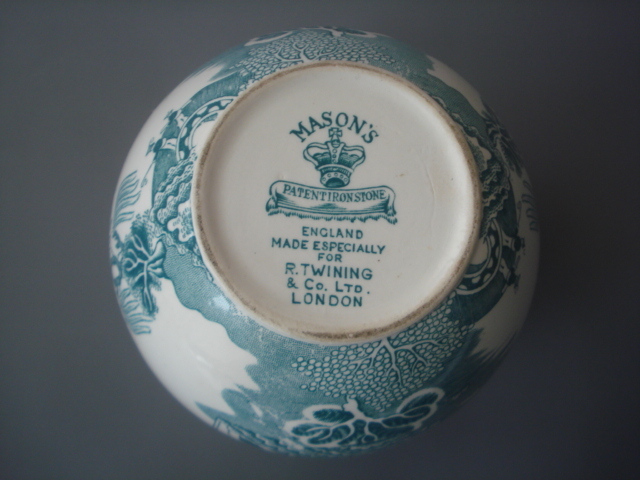 MASON'S
PATENT IRONSTONE
ENGLAND
MADE ESPECIALLY
FOR
R. TWINING
& Co. LTD.
LONDON